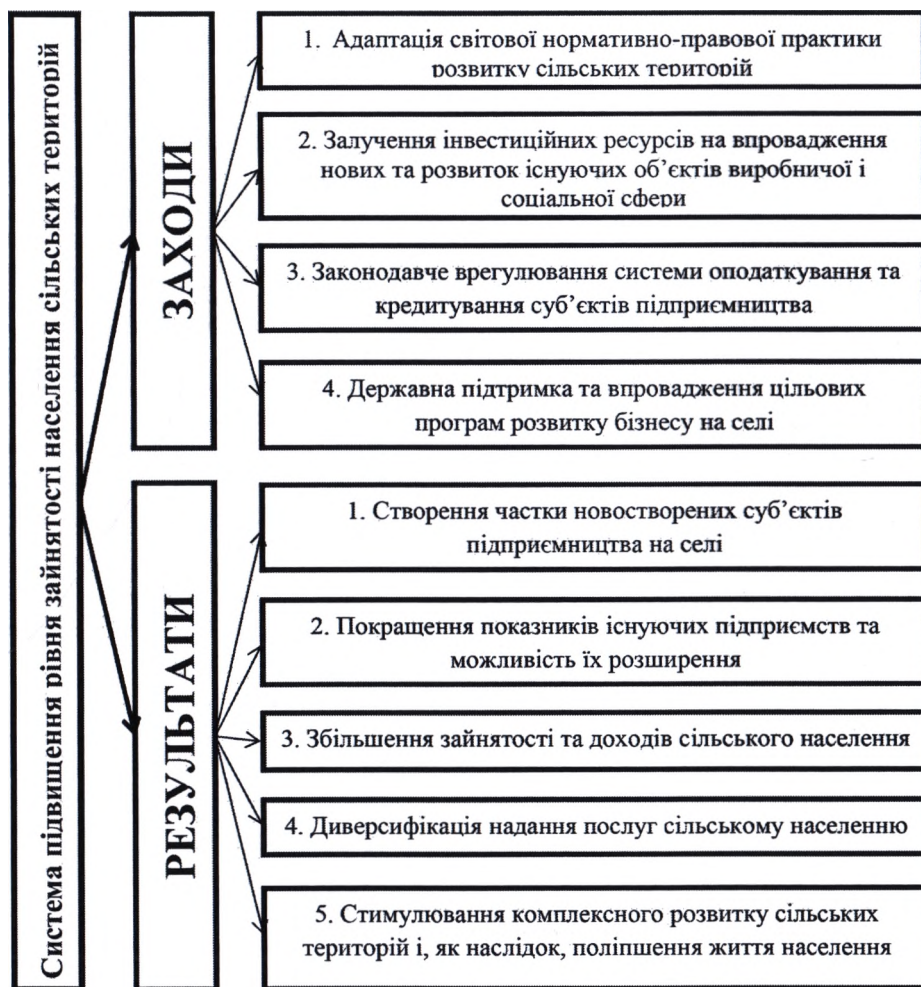 Система підвищення рівня зайнятості населення сільських територій
ЗАХОДИ
1. Адаптація світової нормативно-правової практики
розвитку сільських територій
2. Залучення інвестиційних ресурсів на впровадження
нових та розвиток існуючих об’єктів виробничої і
соціальної сфери
3. Законодавче врегулювання системи оподаткування та
кредитування суб’єктів підприємництва
4. Державна підтримка та впровадження цільових
програм розвитку бізнесу на селі
РЕЗУЛЬТАТИ
1. Створення частки новостворених суб’єктів
підприємництва на селі
2. Покращення показників існуючих підприємств та
можливість їх розширення
3. Збільшення зайнятості та доходів сільського населення
4. Диверсифікація надання послуг сільському населенню
5. Стимулювання комплексного розвитку сільських
територій і, як наслідок, поліпшення життя населення